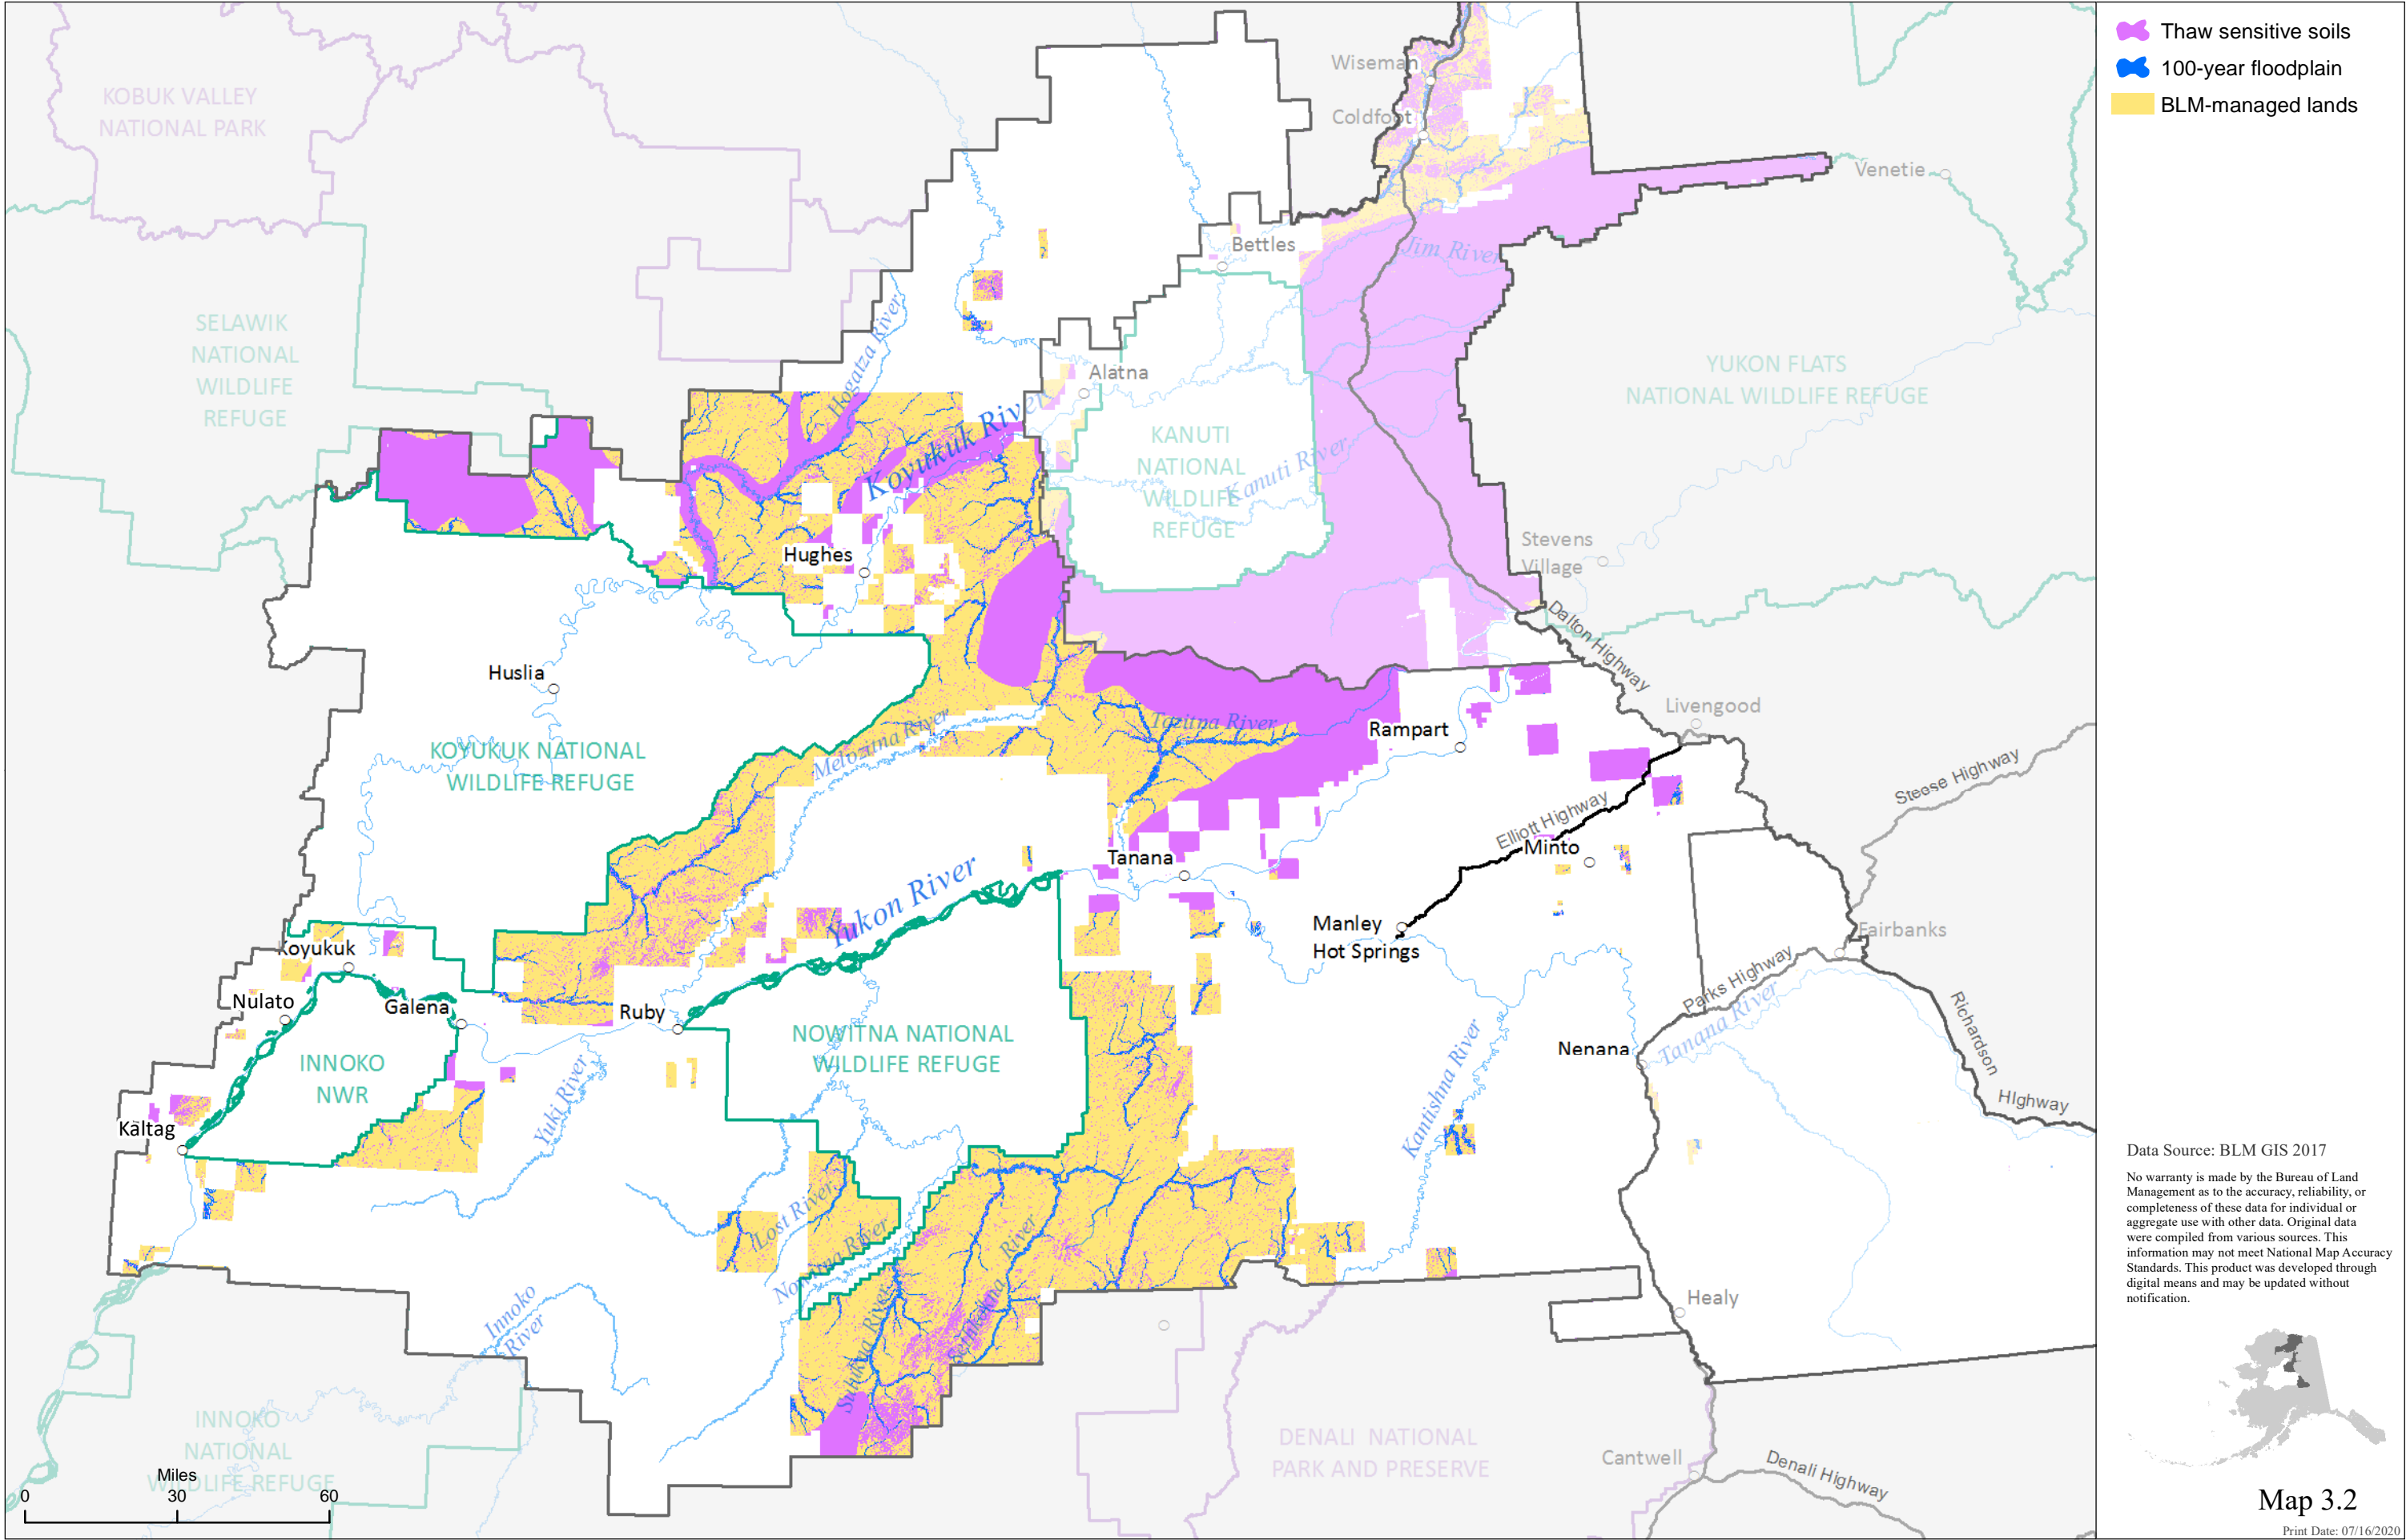 Thaw sensitive soils
100-year floodplain
BLM-managed lands
KOBUK VALLEY
NATIONAL PARK
Wiseman
Coldfoot
Venetie
Bettles
Jim River
SELAWIK
NATIONAL
WILDLIFE
REFUGE
Hogatza River
Alatna
YUKON FLATS
NATIONAL WILDLIFE REFUGE
Koyukuk River
KANUTI
NATIONAL
WILDLIFE
REFUGE
Kanuti River
Hughes
Stevens
Village
Dalton Highway
Huslia
Livengood
Melozitna River
Tozitna River
Rampart
KOYUKUK NATIONAL
WILDLIFE REFUGE
Steese Highway
Elliott Highway
Minto
Tanana
Yukon River
Manley
Hot Springs
Fairbanks
Koyukuk
Nulato
Galena
Ruby
Parks Highway
Tanana River
Richardson
HIghway
NOWITNA NATIONAL
WILDLIFE REFUGE
INNOKO
NWR
Nenana
Yuki River
Kantishna River
Kaltag
Lost River
Nowitna River
River
Innoko
River
Sulukna River
Healy
INNOKO
NATIONAL
WILDLIFE REFUGE
DENALI NATIONAL
PARK AND PRESERVE
Cantwell
Denali Highway
Miles
0 30 60
Data Source: BLM GIS 2017
No warranty is made by the Bureau of Land
Management as to the accuracy, reliability, or
completeness of these data for individual or
aggregate use with other data. Original data
were compiled from various sources. This
information may not meet National Map Accuracy
Standards. This product was developed through
digital means and may be updated without
notification.
Map 3.2
Print Date: 07/16/2020